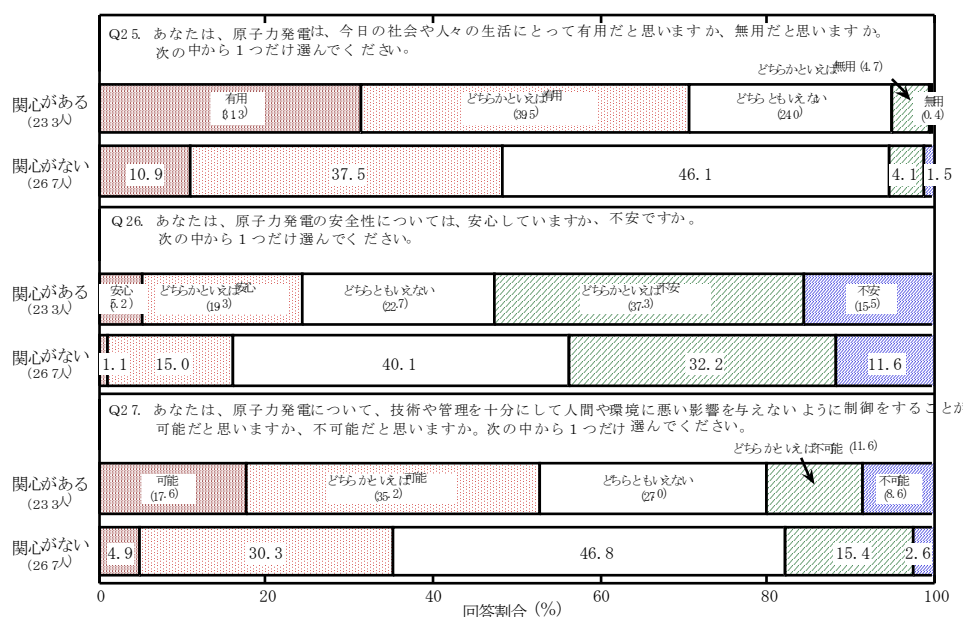 Q25. あなたは、原子力発電は、今日の社会や人々の生活にとって有用だと思いますか、無用だと思いますか。
次の中から１つだけ選んでください。
どちらかといえば無用 (4.7)
関心がある
(233人)
有用
(31.3)
どちらかといえば有用
(39.5)
どちらともいえない
(24.0)
無用
(0.4)
関心がない
(267人)
10.9
37.5
46.1
4.1
1.5
Q26. あなたは、原子力発電の安全性については、安心していますか、不安ですか。
次の中から１つだけ選んでください。
関心がある
(233人)
安心
(5.2)
どちらかといえば安心
(19.3)
どちらともいえない
(22.7)
どちらかといえば不安
(37.3)
不安
(15.5)
関心がない
(267人)
1.1
15.0
40.1
32.2
11.6
Q27. あなたは、原子力発電について、技術や管理を十分にして人間や環境に悪い影響を与えないように制御をすることが
可能だと思いますか、不可能だと思いますか。次の中から１つだけ選んでください。
どちらかといえば不可能 (11.6)
関心がある
(233人)
可能
(17.6)
どちらかといえば可能
(35.2)
どちらともいえない
(27.0)
不可能
(8.6)
関心がない
(267人)
4.9
30.3
46.8
15.4
2.6
0
20
40
60
80
100
回答割合 (%)